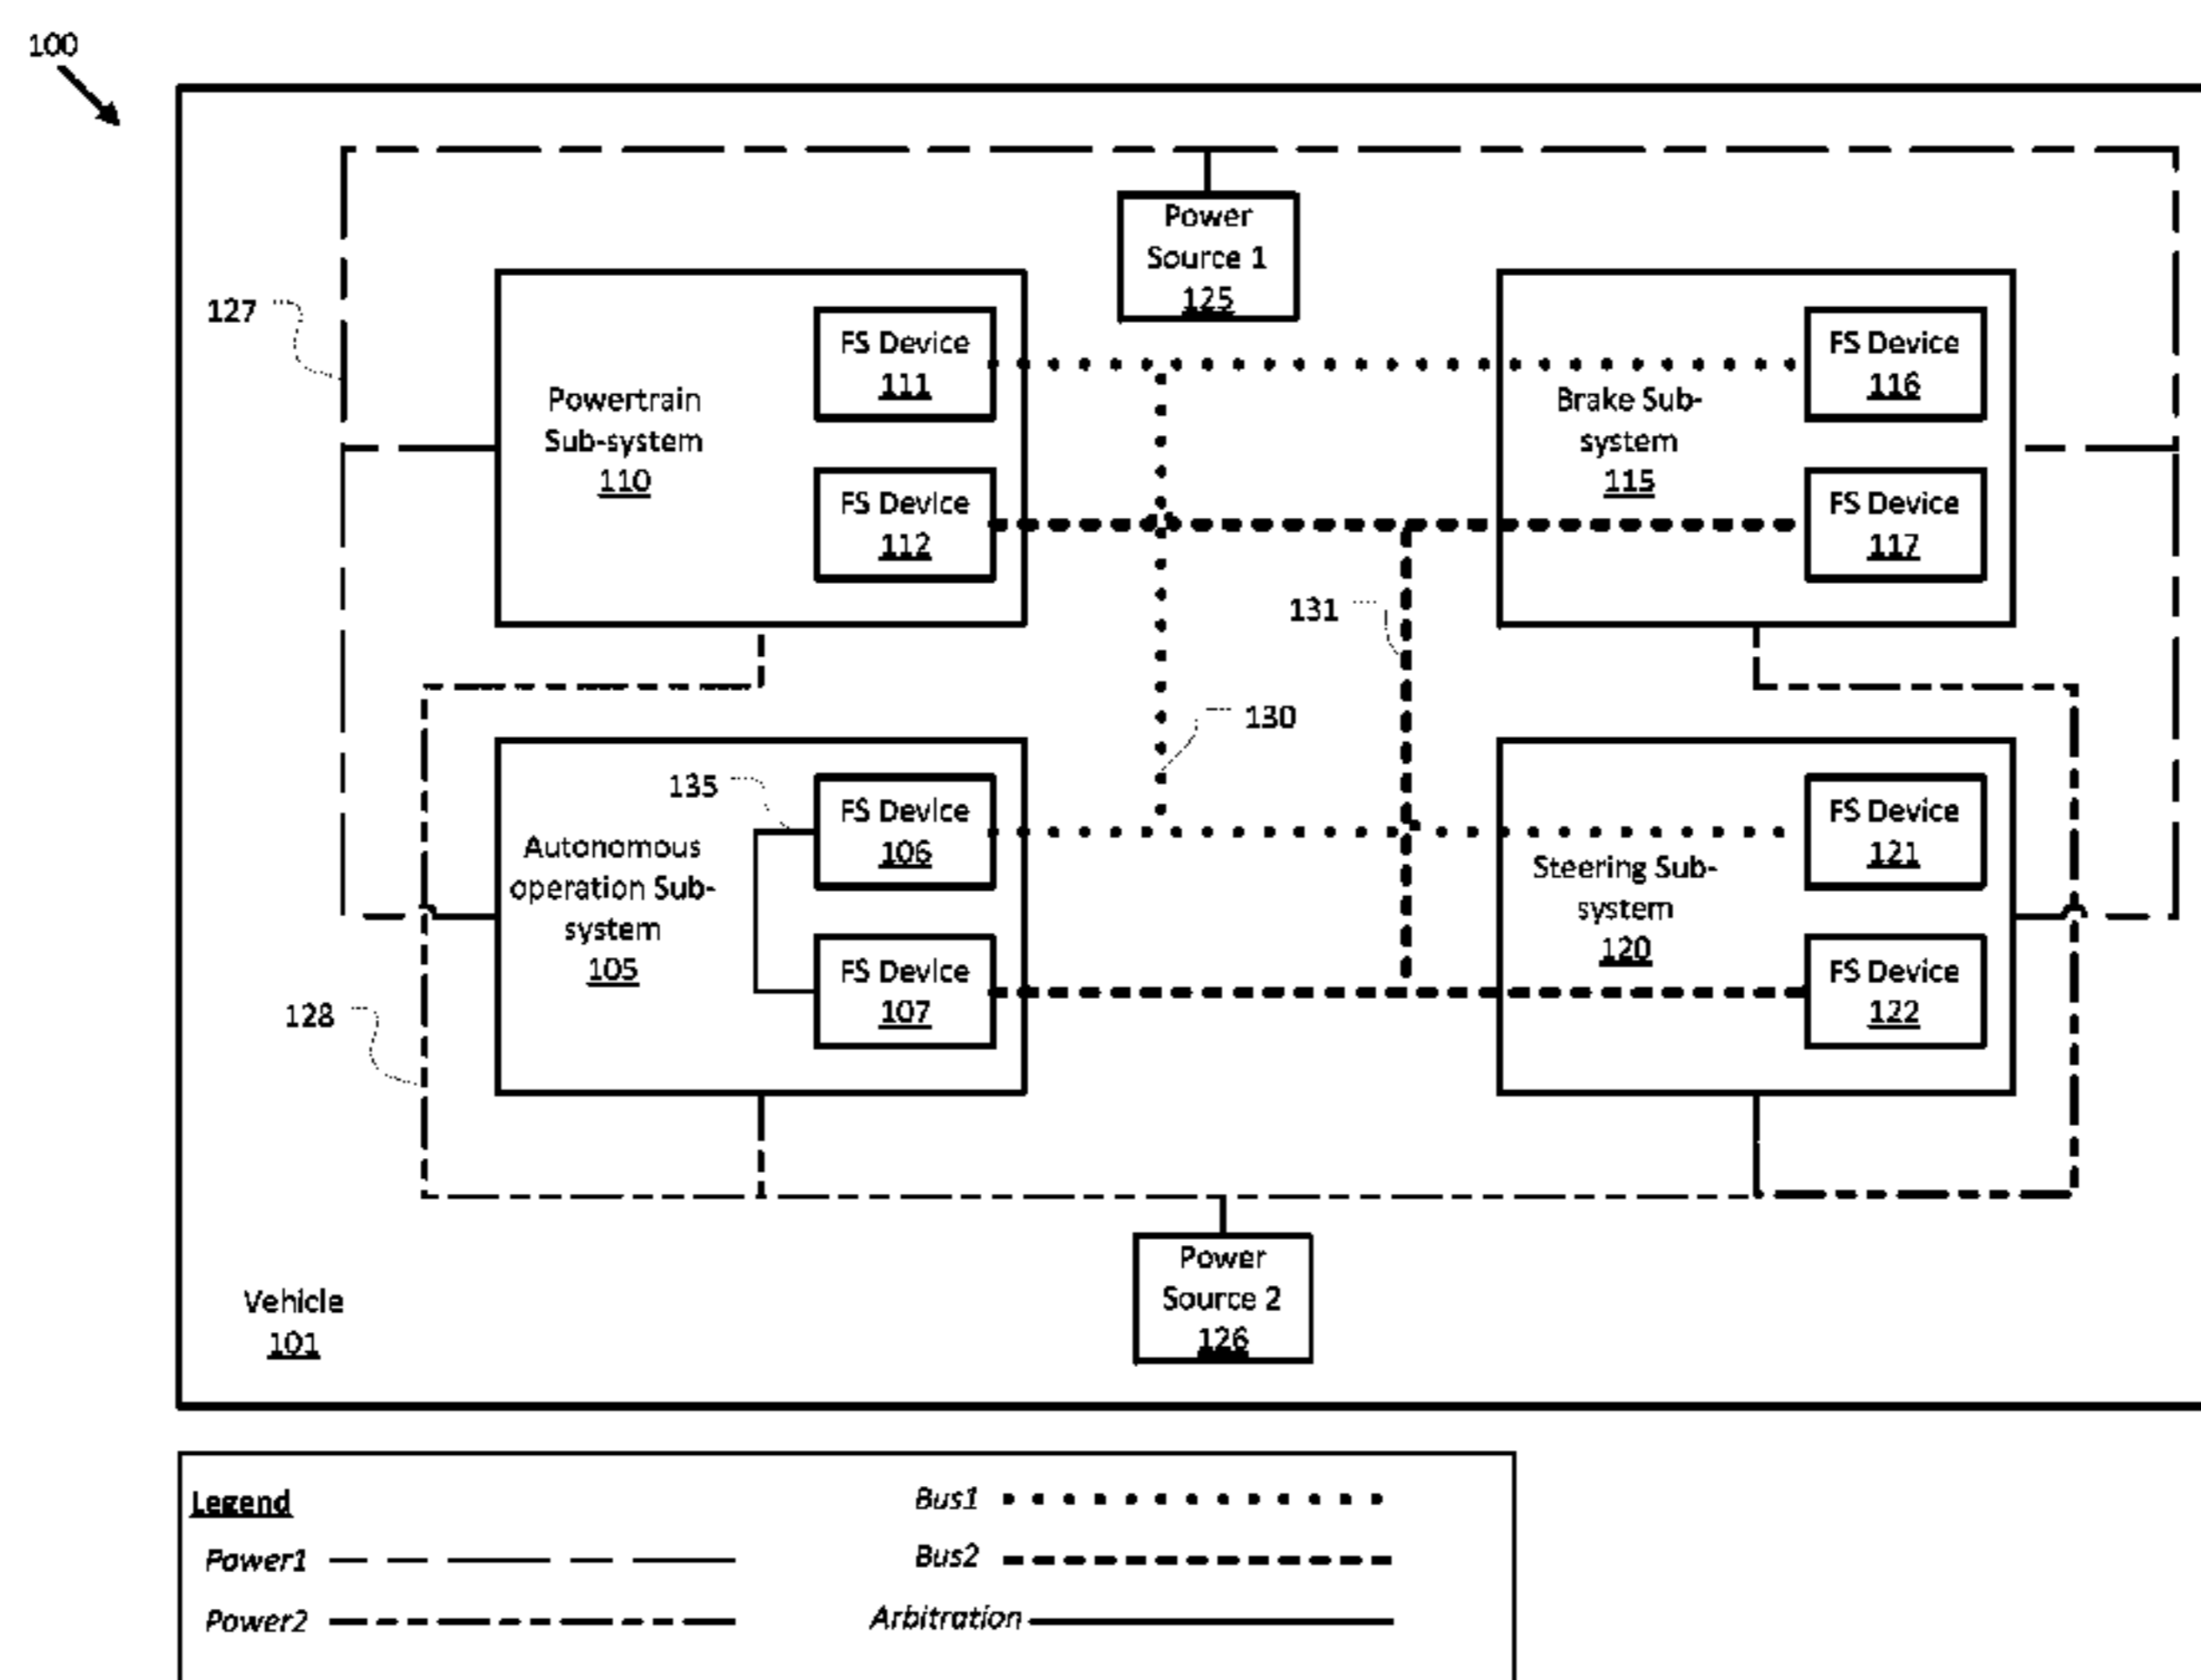 100
Power
Source 1
125
127
Powertrain
Sub-system
110
FS Device
111
FS Device
112
Brake Sub-
system
115
FS Device
116
FS Device
117
131
130
135
Autonomous
operation Sub-
system
105
FS Device
106
FS Device
107
Steering Sub-
system
120
FS Device
121
FS Device
122
128
Power
Source 2
126
Vehicle
101
Legend
Power1
Power2
Bus1
Bus2
Arbitration